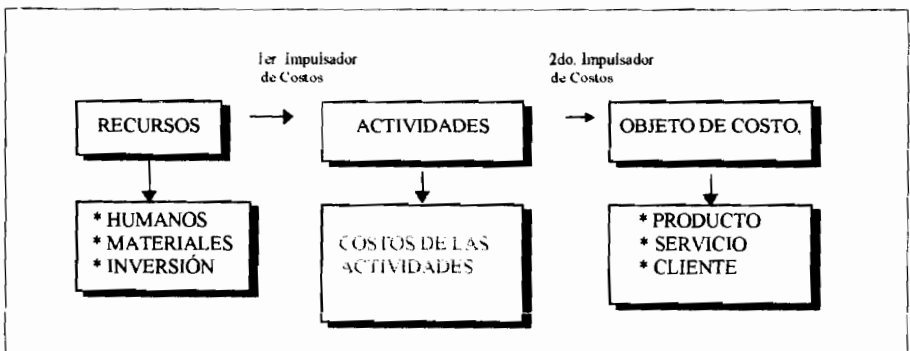 1er Impulsador
de Costos
2do. Impulsador
de Costos
RECURSOS
ACTIVIDADES
OBJETO DE COSTO,
* HUMANOS
* MATERIALES
* INVERSIÓN
COSTOS DE LAS
ACTIVIDADES
* PRODUCTO
* SERVICIO
* CLIENTE